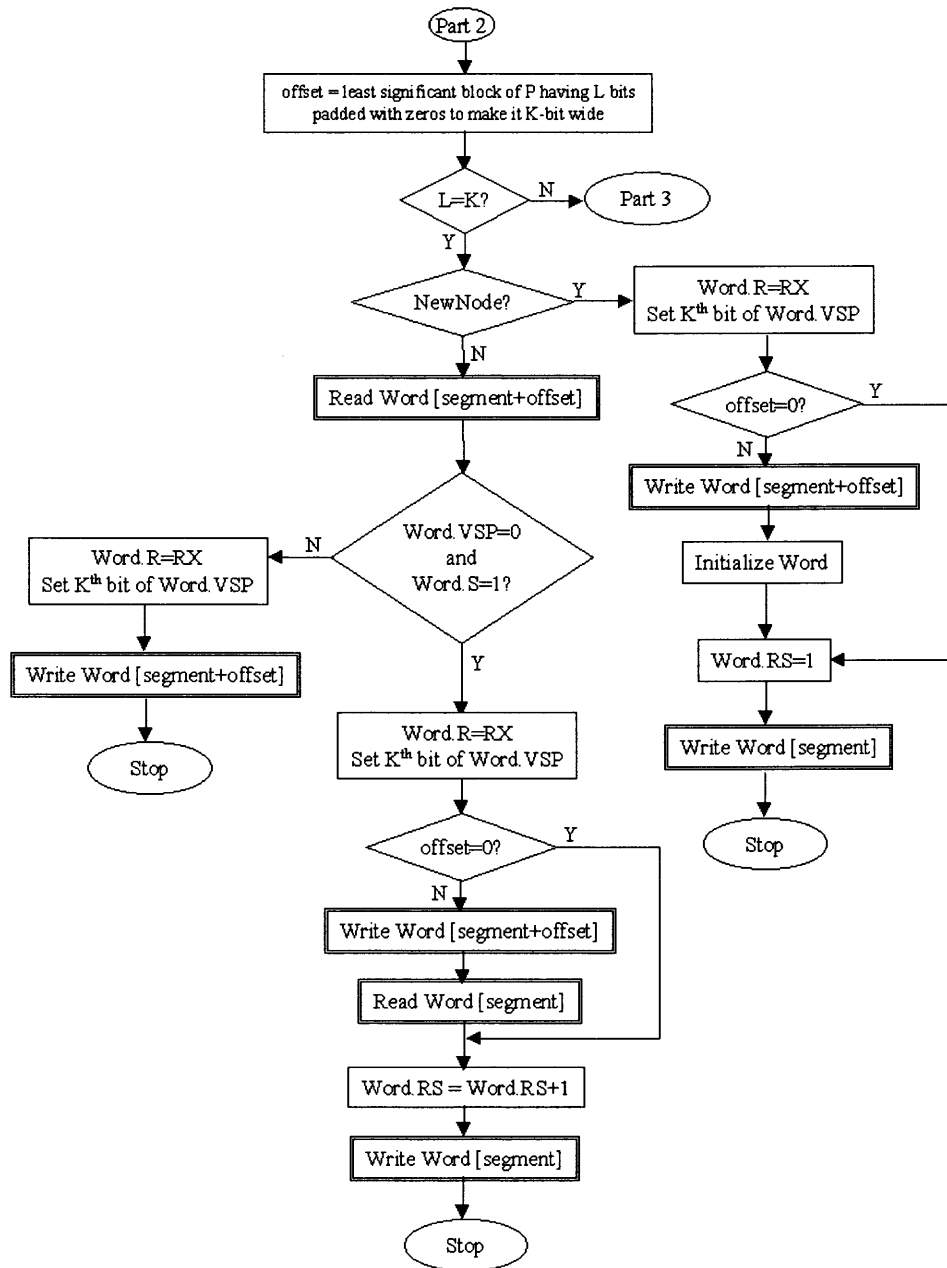 Part 2
offset = least significant block of P having L bits
padded with zeros to make it K-bit wide
L=K?
N
Part 3
Y
NewNode?
Y
Word.R=RX
Set Kth bit of Word.VSP
N
Read Word [segment+offset]
offset=0?
Y
N
Write Word [segment+offset]
Initialize Word
Word.RS=1
Write Word [segment]
Stop
Word.VSP=0
and
Word.S=1?
N
Word.R=RX
Set Kth bit of Word.VSP
Write Word [segment+offset]
Stop
Y
Word.R=RX
Set Kth bit of Word.VSP
offset=0?
Y
N
Write Word [segment+offset]
Read Word [segment]
Word.RS = Word.RS+1
Write Word [segment]
Stop